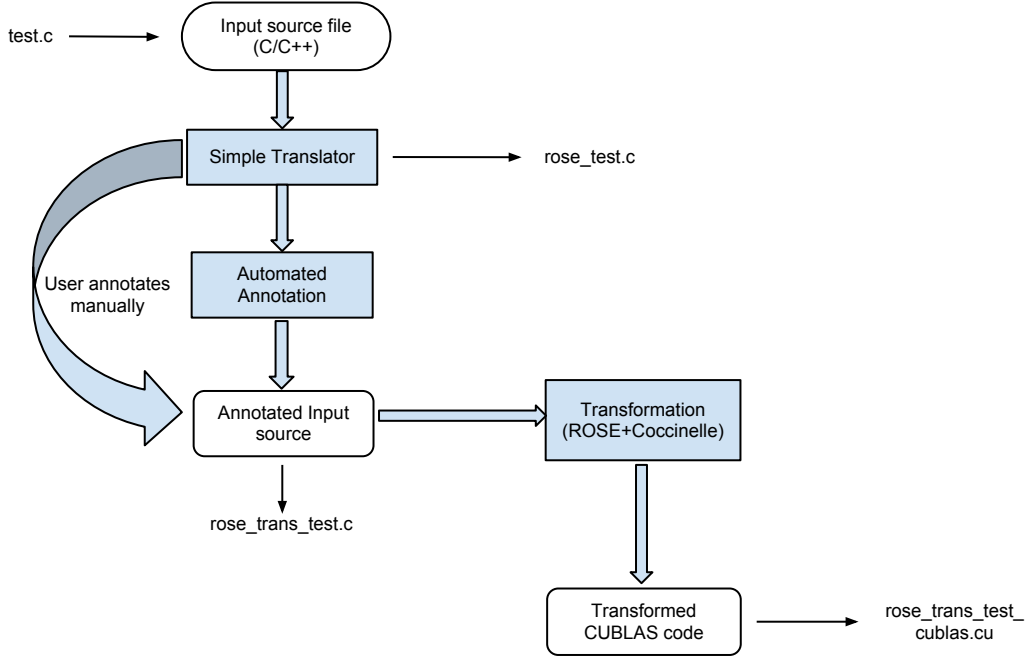 test.c
Input source file
(C/C++)
Simple Translator
rose_test.c
Automated
Annotation
User annotates
manually
Annotated Input
source
Transformation
(ROSE+Coccinelle)
rose_trans_test.c
Transformed
CUBLAS code
rose_trans_test_
cublas.cu